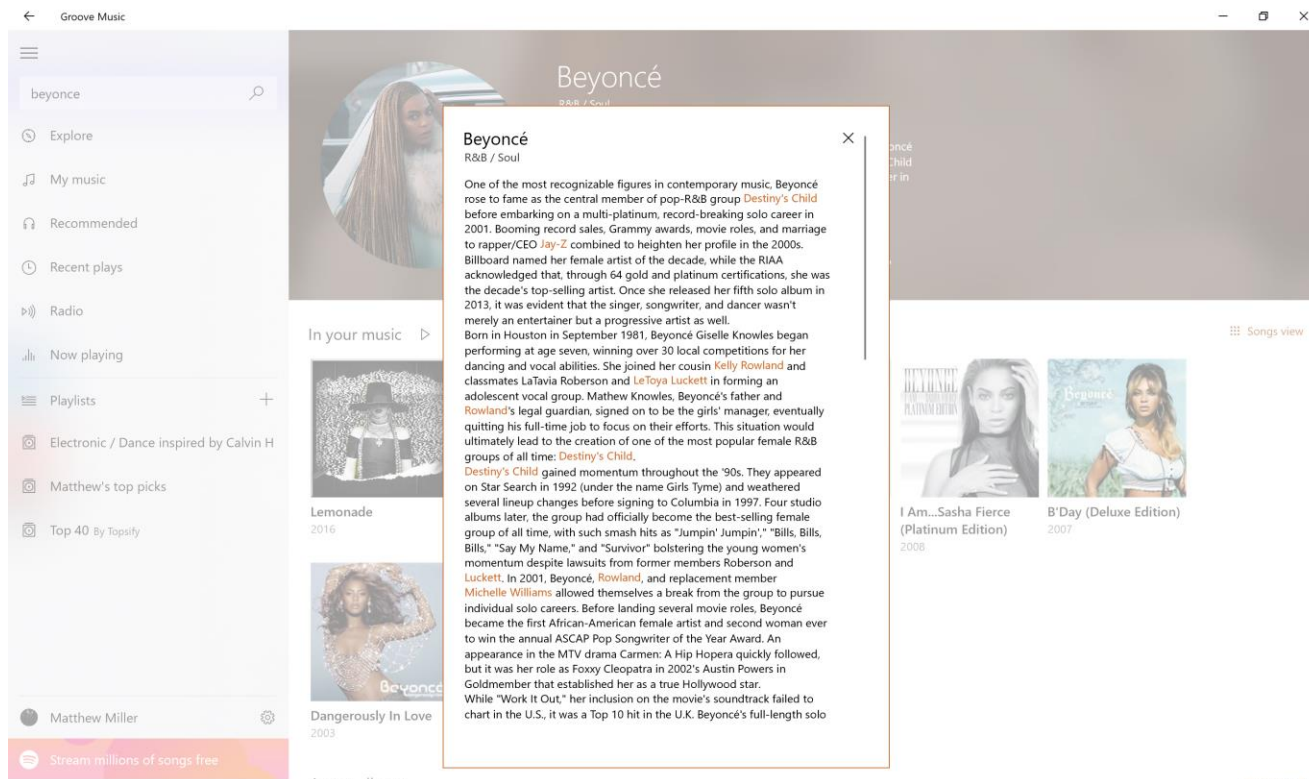 Groove Music
beyonce
Explore
My music
Recommended
Recent plays
Radio
Now playing
Playlists
Electronic / Dance inspired by Calvin H
Matthew's top picks
Top 40 By Topsify
Matthew Miller
Stream millions of songs free
Beyoncé
R&B / Soul
oncé
Child
er in
Beyoncé
R&B / Soul
One of the most recognizable figures in contemporary music, Beyoncé
rose to fame as the central member of pop-R&B group Destiny's Child
before embarking on a multi-platinum, record-breaking solo career in
2001. Booming record sales, Grammy awards, movie roles, and marriage
to rapper/CEO Jay-Z combined to heighten her profile in the 2000s.
Billboard named her female artist of the decade, while the RIAA
acknowledged that, through 64 gold and platinum certifications, she was
the decade's top-selling artist. Once she released her fifth solo album in
2013, it was evident that the singer, songwriter, and dancer wasn't
merely an entertainer but a progressive artist as well.
Born in Houston in September 1981, Beyoncé Giselle Knowles began
performing at age seven, winning over 30 local competitions for her
dancing and vocal abilities. She joined her cousin Kelly Rowland and
classmates LaTavia Roberson and LeToya Luckett in forming an
adolescent vocal group. Mathew Knowles, Beyoncé's father and
Rowland's legal guardian, signed on to be the girls' manager, eventually
quitting his full-time job to focus on their efforts. This situation would
ultimately lead to the creation of one of the most popular female R&B
groups of all time: Destiny's Child.
Destiny's Child gained momentum throughout the '90s. They appeared
on Star Search in 1992 (under the name Girls Tyme) and weathered
several lineup changes before signing to Columbia in 1997. Four studio
albums later, the group had officially become the best-selling female
group of all time, with such smash hits as "Jumpin' Jumpin'," "Bills, Bills,
Bills," "Say My Name," and "Survivor" bolstering the young women's
momentum despite lawsuits from former members Roberson and
Luckett. In 2001, Beyoncé, Rowland, and replacement member
Michelle Williams allowed themselves a break from the group to pursue
individual solo careers. Before landing several movie roles, Beyoncé
became the first African-American female artist and second woman ever
to win the annual ASCAP Pop Songwriter of the Year Award. An
appearance in the MTV drama Carmen: A Hip Hopera quickly followed,
but it was her role as Foxxy Cleopatra in 2002's Austin Powers in
Goldmember that established her as a true Hollywood star.
While "Work It Out," her inclusion on the movie's soundtrack failed to
chart in the U.S., it was a Top 10 hit in the U.K. Beyoncé's full-length solo
In your music
Songs view
BEYONCE
PLATINUM EDITION
Beyoncé
Lemonade
2016
I Am...Sasha Fierce
(Platinum Edition)
2008
B'Day (Deluxe Edition)
2007
Beyoncé
Dangerously In Love
2003